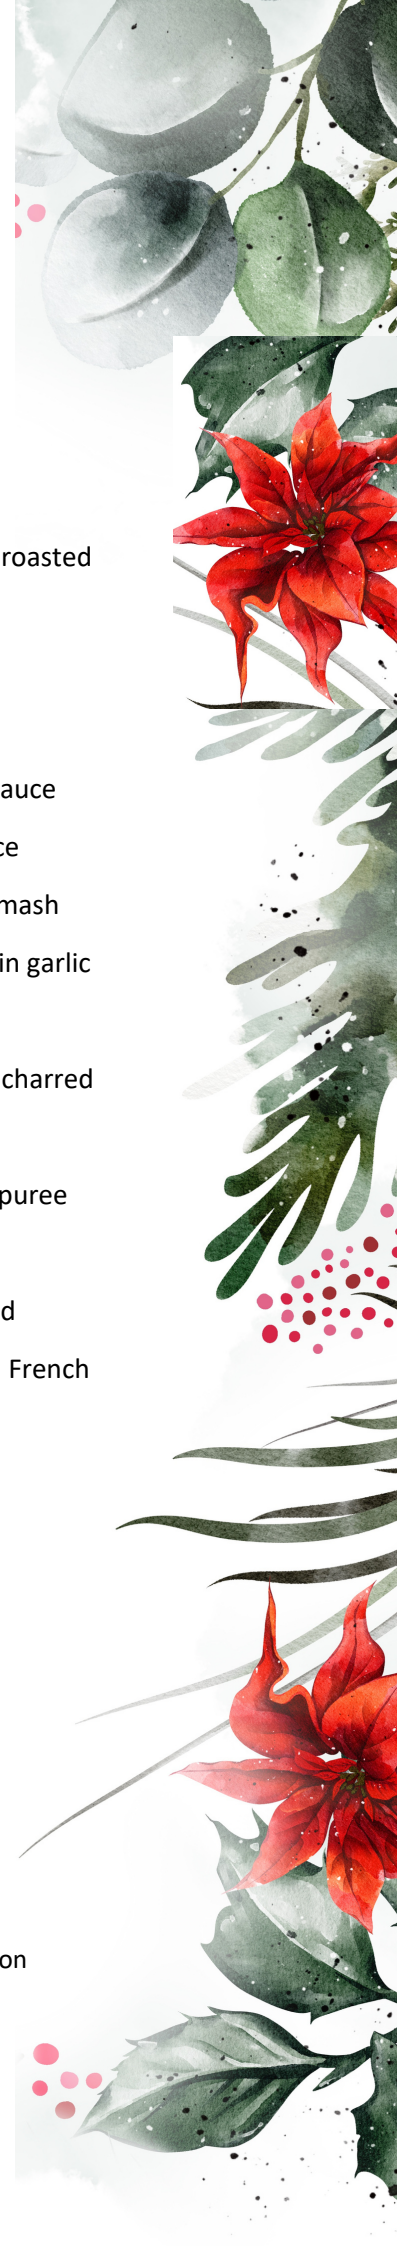 roasted
auce
ce
mash
in garlic
charred
puree
d
French
on